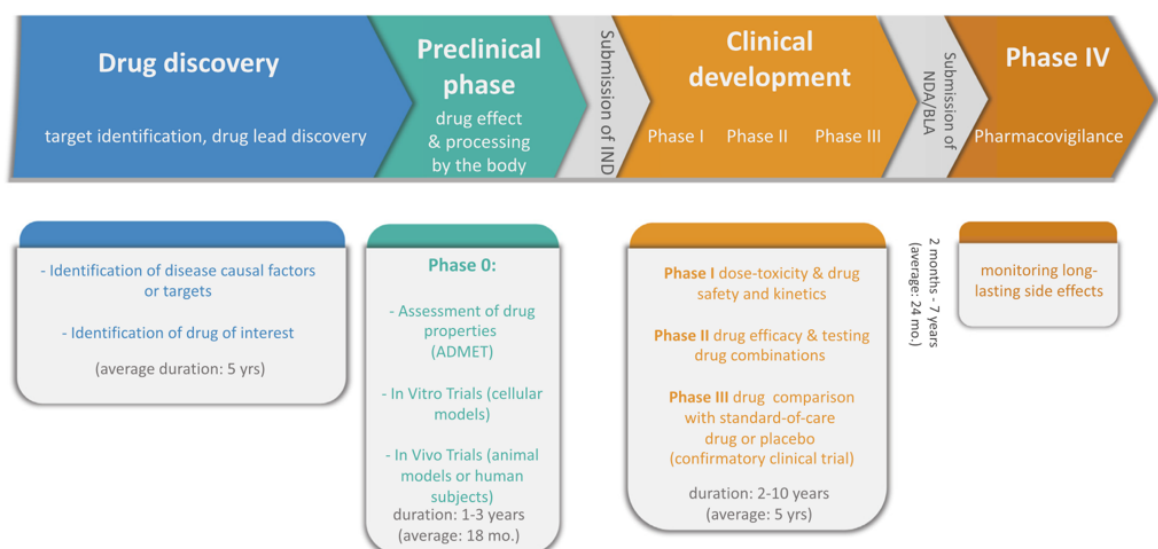 Drug discovery
target identification, drug lead discovery
Preclinical
phase
drug effect
& processing
by the body
Submission of IND
Clinical
development
Phase I Phase II Phase III
Submission of
NDA/BLA
Phase IV
Pharmacovigilance
- Identification of disease causal factors
or targets
- Identification of drug of interest
(average duration: 5 yrs)
Phase 0:
- Assessment of drug
properties
(ADMET)
- In Vitro Trials (cellular
models)
- In Vivo Trials (animal
models or human
subjects)
duration: 1-3 years
(average: 18 mo.)
Phase I dose-toxicity & drug
safety and kinetics
Phase II drug efficacy & testing
drug combinations
Phase III drug comparison
with standard-of-care
drug or placebo
(confirmatory clinical trial)
duration: 2-10 years
(average: 5 yrs)
2 months - 7 years
(average: 24 mo.)
monitoring long-
lasting side effects